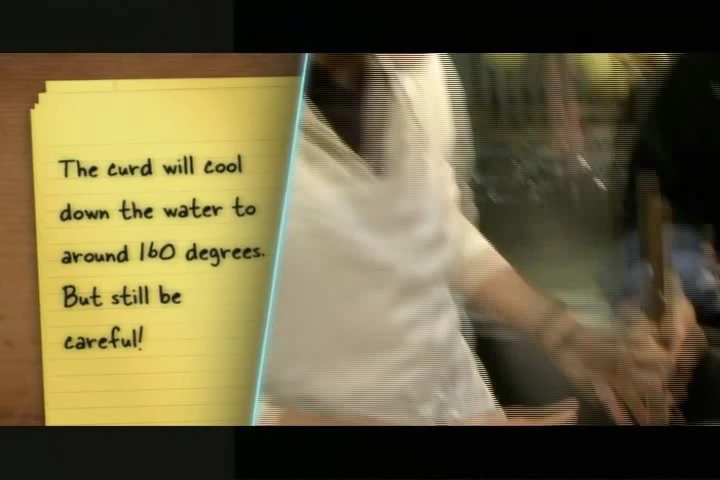 The curd will cool
down the water to
around 160 degrees.
But still be
careful!